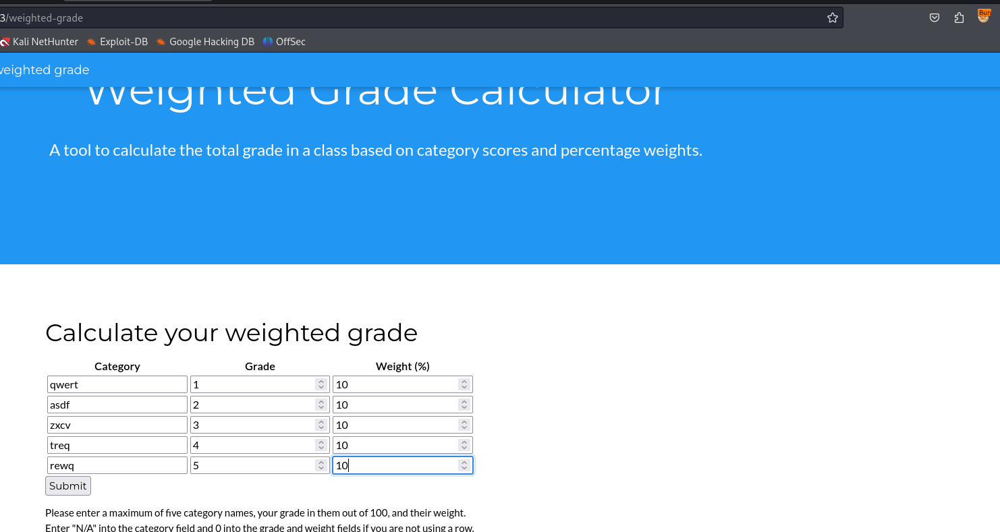 3/weighted-grade
Kali NetHunter Exploit-DB Google Hacking DB OffSec
weighted grade
Weighted Grade Calculator
A tool to calculate the total grade in a class based on category scores and percentage weights.
Calculate your weighted grade
Category Grade Weight (%)
qwert 1 10
asdf 2 10
zxcv 3 10
treq 4 10
rewq 5 10
Submit
Please enter a maximum of five category names, your grade in them out of 100, and their weight.
Enter "N/A" into the category field and 0 into the grade and weight fields if you are not using a row.